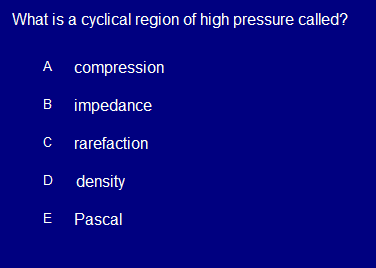 What is a cyclical region of high pressure called?
A compression
B impedance
C rarefaction
D density
E Pascal